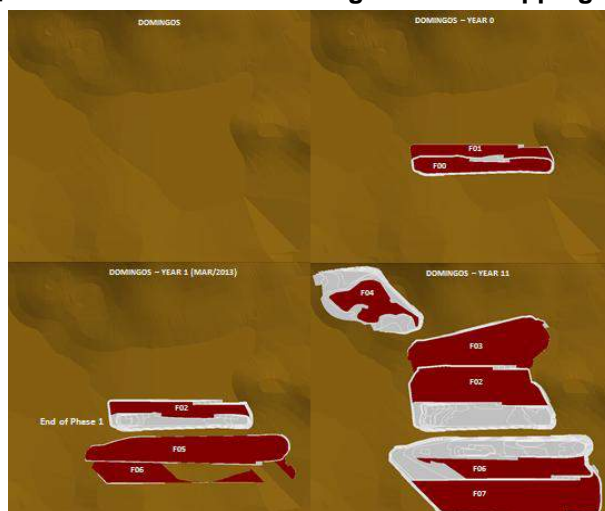 DOMINGOS
DOMINGOS – YEAR 0
F01
F00
DOMINGOS – YEAR 1 (MAR/2013)
F02
End of Phase 1
F05
F06
DOMINGOS – YEAR 11
F04
F03
F02
F06
F07